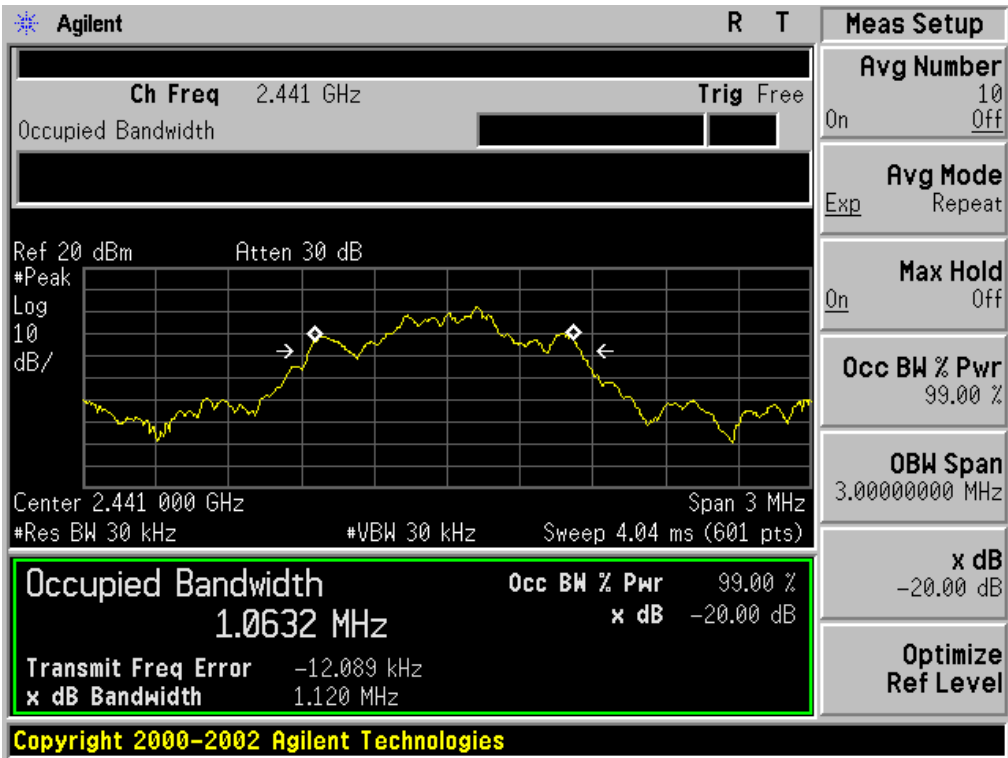 Agilent R T
Ch Freq 2.441 GHz Trig Free
Occupied Bandwidth
Ref 20 dBm Atten 30 dB
#Peak
Log
10
dB/
Center 2.441 000 GHz Span 3 MHz
#Res BW 30 kHz #VBW 30 kHz Sweep 4.04 ms (601 pts)
Occupied Bandwidth Occ BW % Pwr 99.00 %
1.0632 MHz x dB -20.00 dB
Transmit Freq Error -12.089 kHz
x dB Bandwidth 1.120 MHz
Copyright 2000-2002 Agilent Technologies
Meas Setup
Avg Number
10
On Off
Avg Mode
Exp Repeat
Max Hold
On Off
Occ BW % Pwr
99.00 %
OBW Span
3.00000000 MHz
x dB
-20.00 dB
Optimize
Ref Level